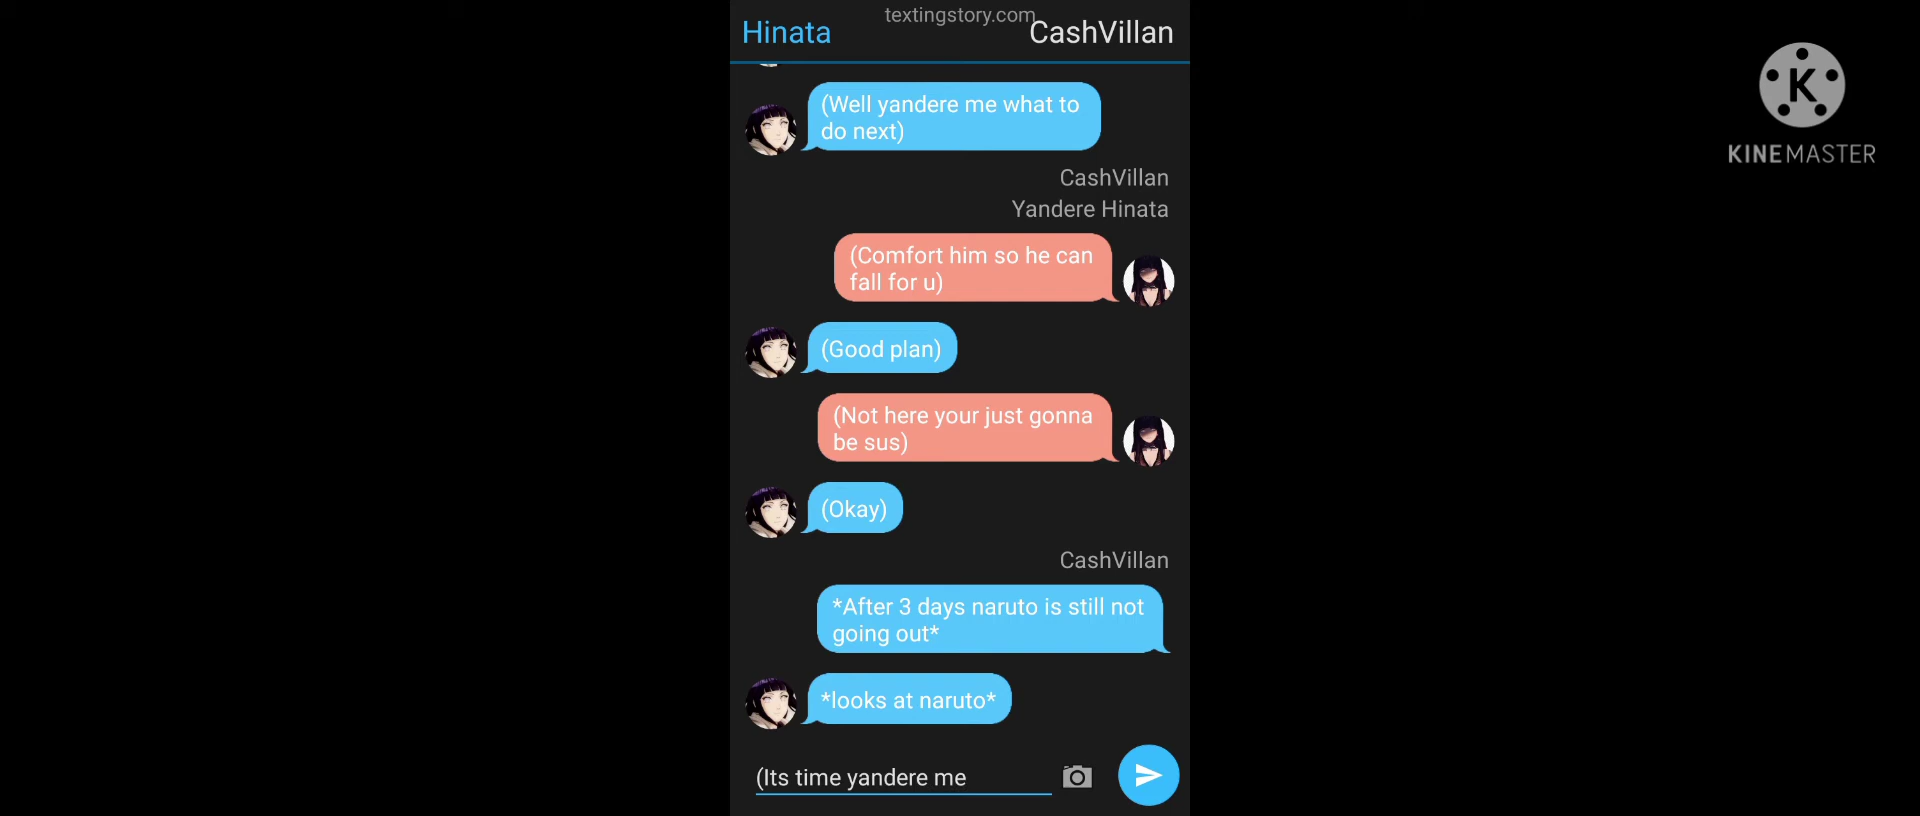 textingstory.com
Hinata
CashVillan
K
KINEMASTER
(Well yandere me what to
do next)
CashVillan
Yandere Hinata
(Comfort him so he can
fall for u)
(Good plan)
(Not here your just gonna
be sus)
(Okay)
CashVillan
*After 3 days naruto is still not
going out*
*looks at naruto*
(Its time yandere me